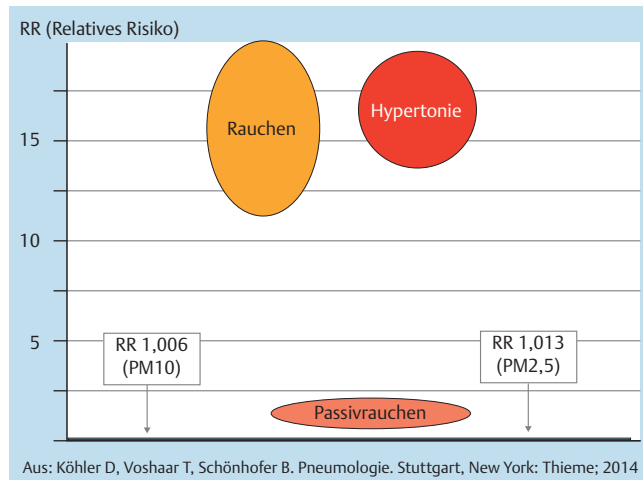 RR (Relatives Risiko)
Rauchen
Hypertonie
15
10
5
RR 1,006
(PM10)
RR 1,013
(PM2,5)
Passivrauchen
Aus: Köhler D, Voshaar T, Schönhofer B. Pneumologie. Stuttgart, New York: Thieme; 2014